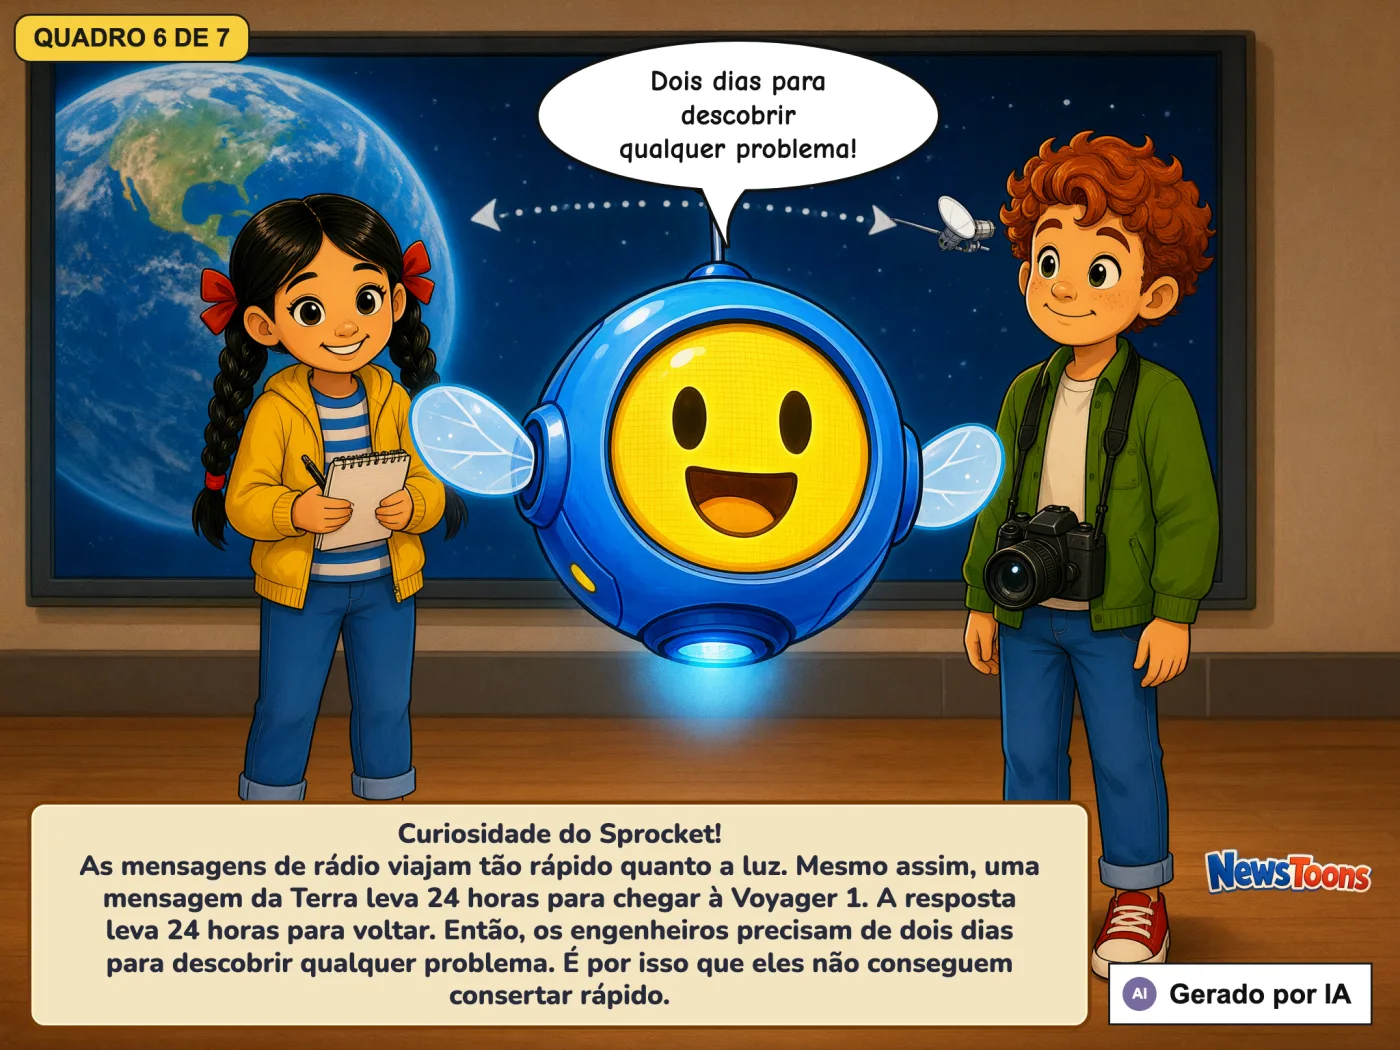 QUADRO 6 DE 7
Dois dias para
descobrir
qualquer problema!
Curiosidade do Sprocket!
As mensagens de rádio viajam tão rápido quanto a luz. Mesmo assim, uma
mensagem da Terra leva 24 horas para chegar à Voyager 1. A resposta
leva 24 horas para voltar. Então, os engenheiros precisam de dois dias
para descobrir qualquer problema. É por isso que eles não conseguem
consertar rápido.
NewsToons
AI Gerado por IA